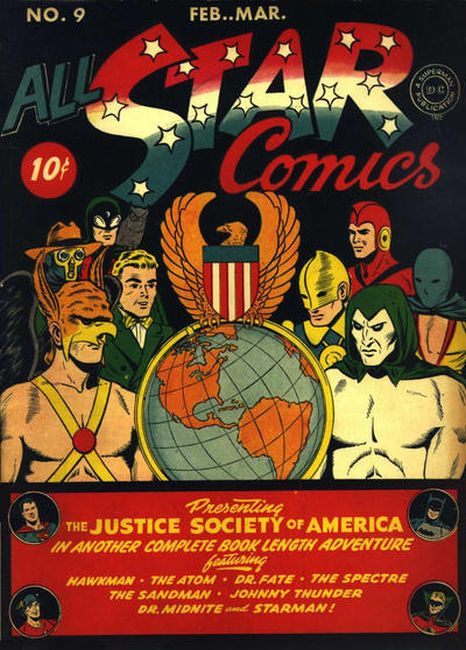 NO. 9
FEB..MAR.
ALL
STAR
Comics
A SUPERMAN
DC
PUBLICATION
10¢
Presenting
THE JUSTICE SOCIETY OF AMERICA
IN ANOTHER COMPLETE BOOK LENGTH ADVENTURE
featuring
HAWKMAN · THE ATOM · DR. FATE · THE SPECTRE
THE SANDMAN · JOHNNY THUNDER
DR. MIDNITE and STARMAN!